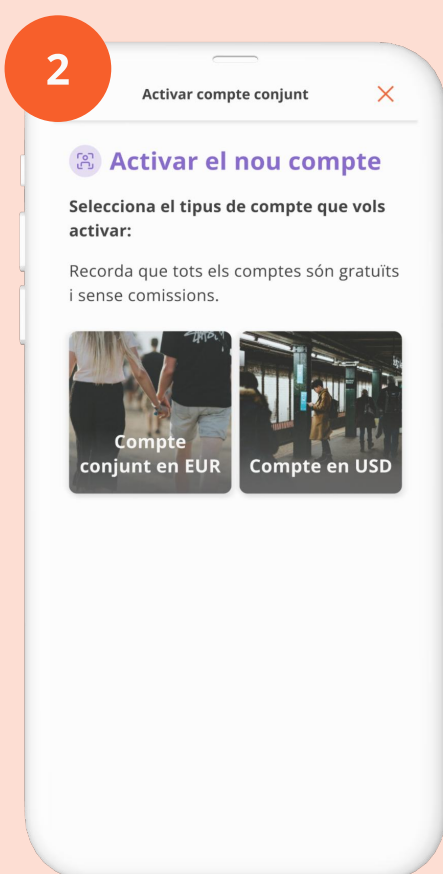 2
Activar compte conjunt
Activar el nou compte
Selecciona el tipus de compte que vols
activar:
Recorda que tots els comptes són gratuïts
i sense comissions.
Compte
conjunt en EUR
Compte en USD